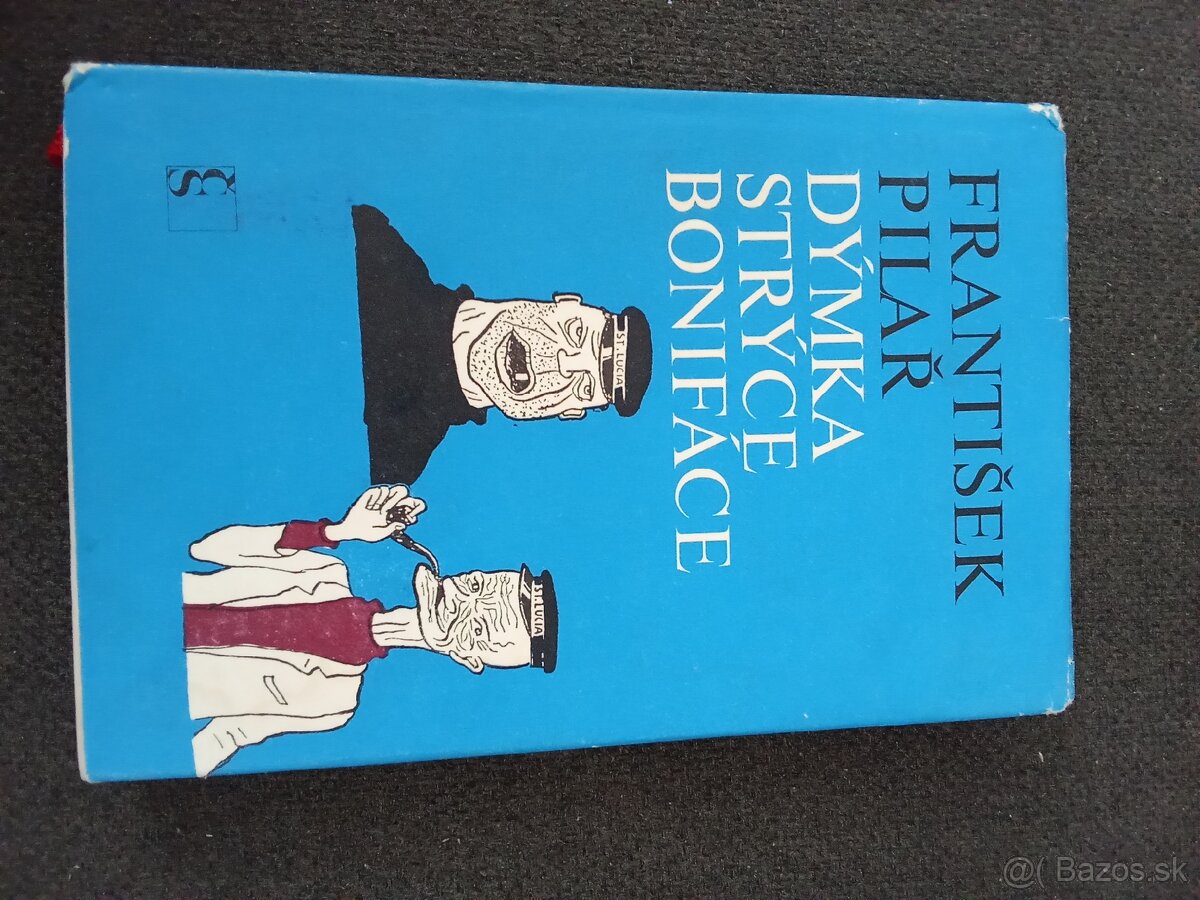 FRANTIŠEK
PILAŘ
DÝMKA
STRÝCE
BONIFÁCE
ST. LUCIA
ST. LUCIA
ČS
@( Bazos.sk